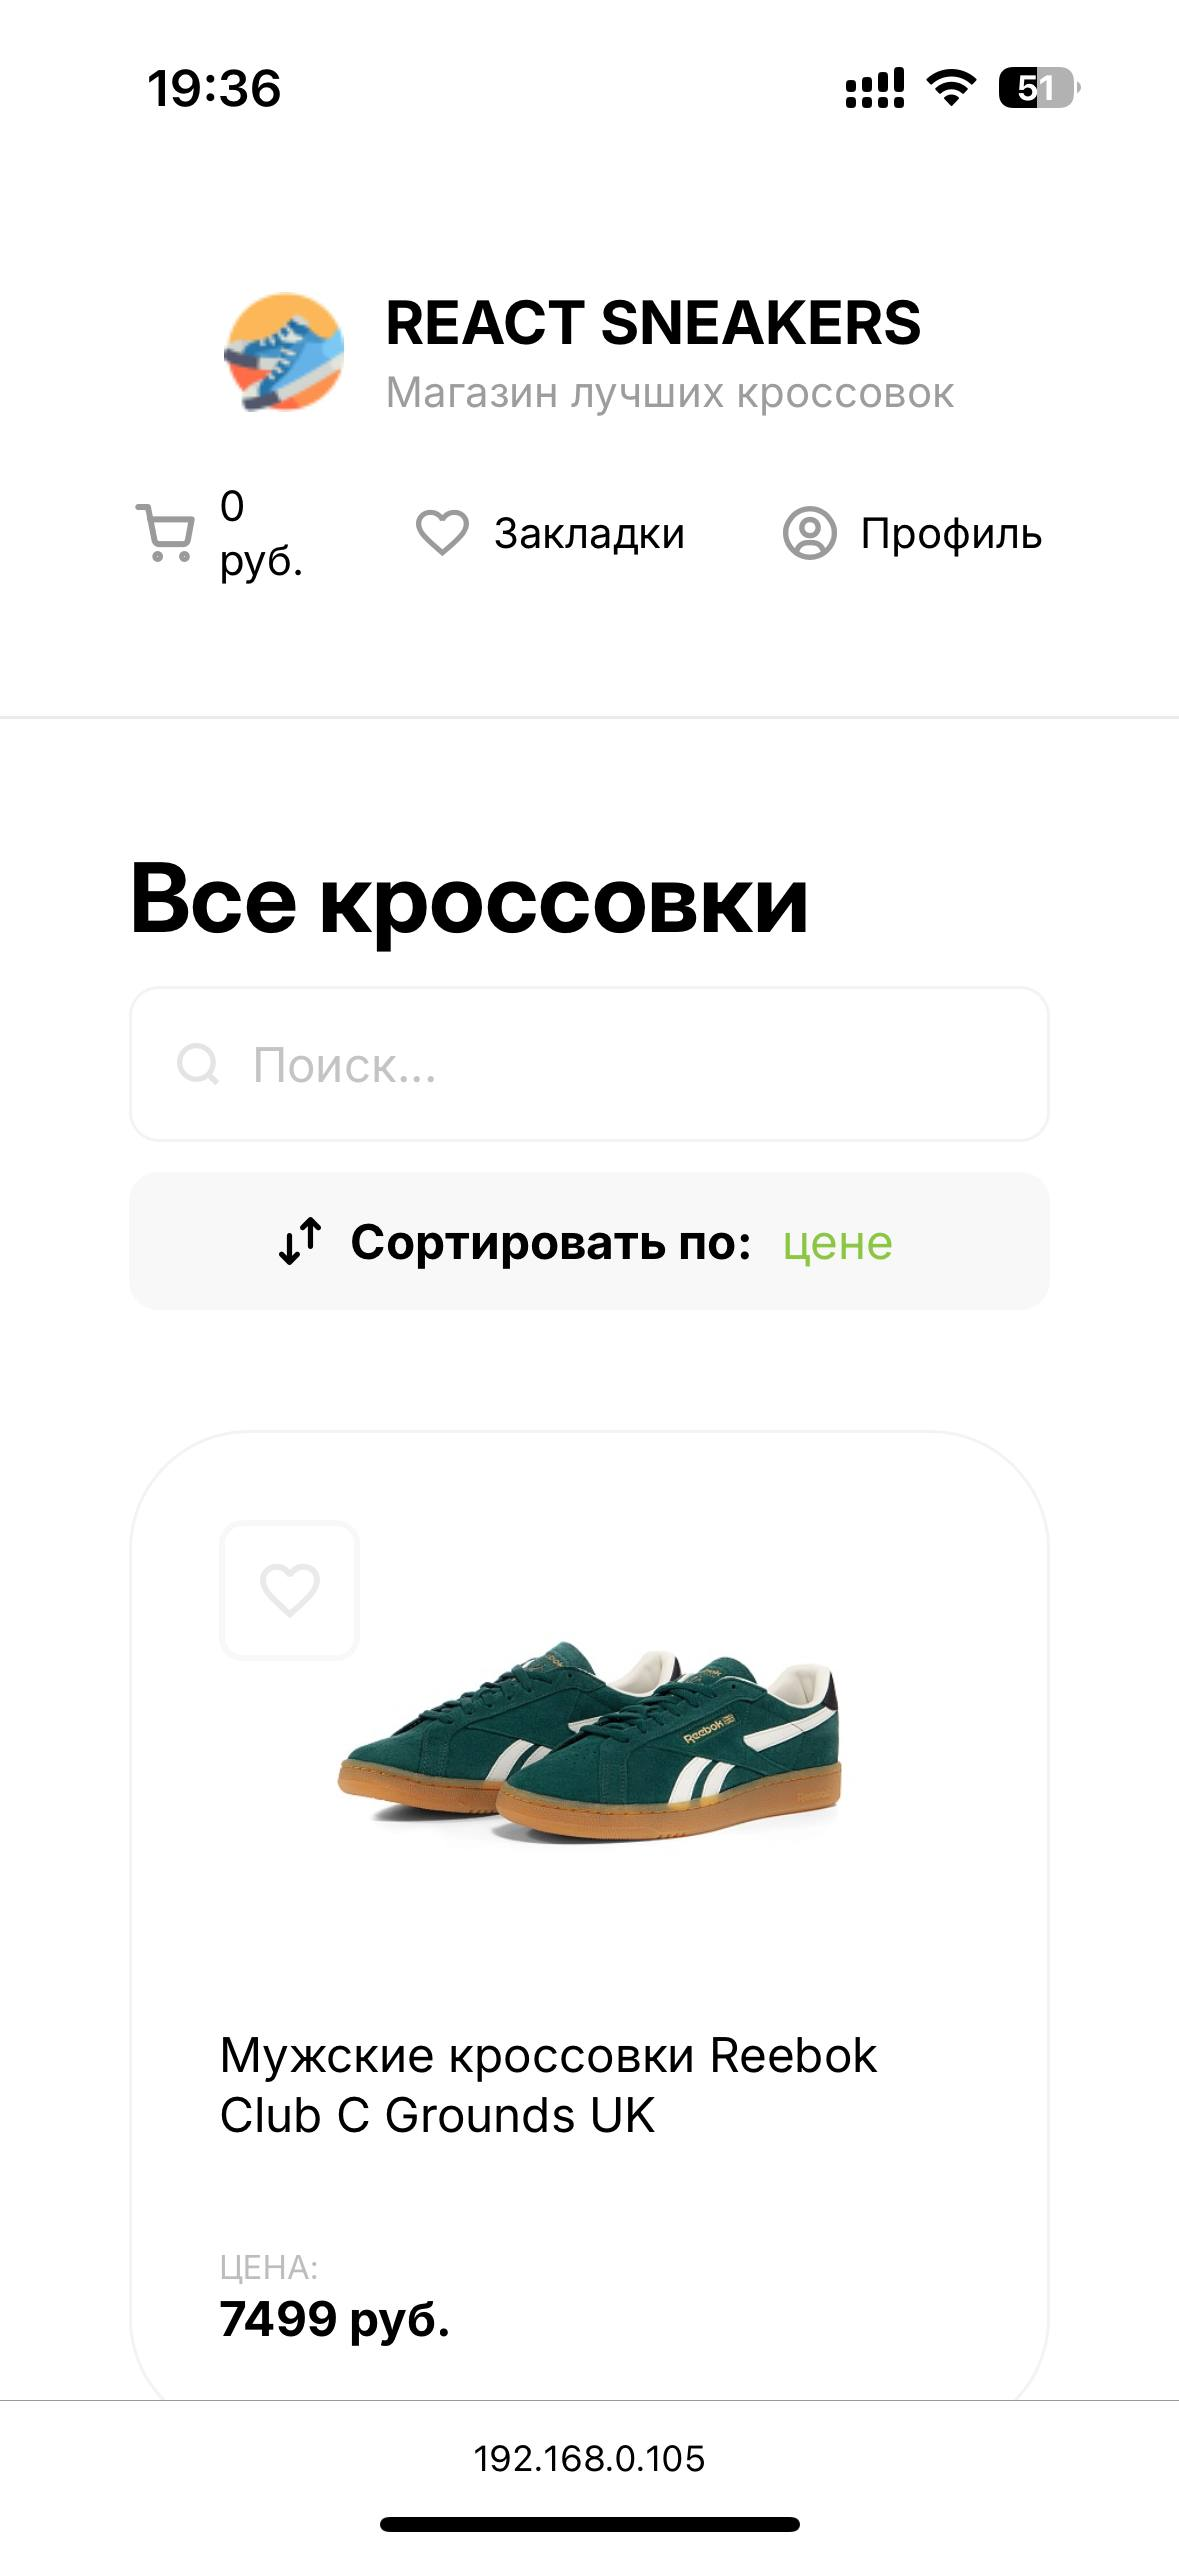 19:36
51
REACT SNEAKERS
Магазин лучших кроссовок
0
руб.
Закладки
Профиль
Все кроссовки
Поиск...
Сортировать по: цене
Reebok
Мужские кроссовки Reebok
Club C Grounds UK
ЦЕНА:
7499 руб.
192.168.0.105